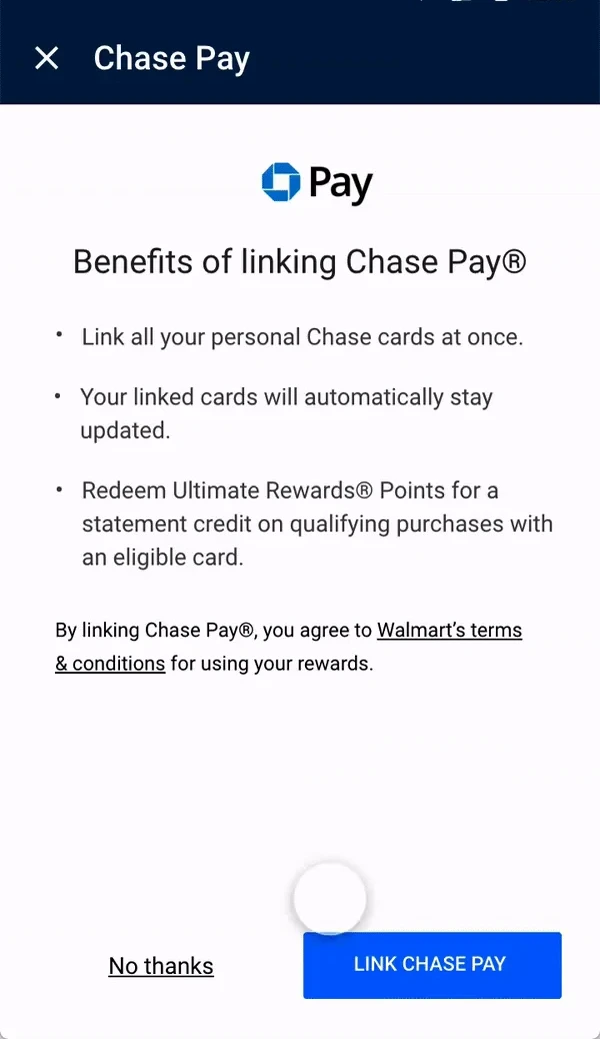 Chase Pay
Pay
Benefits of linking Chase Pay®
• Link all your personal Chase cards at once.
• Your linked cards will automatically stay
updated.
• Redeem Ultimate Rewards® Points for a
statement credit on qualifying purchases with
an eligible card.
By linking Chase Pay®, you agree to Walmart’s terms
& conditions for using your rewards.
No thanks
LINK CHASE PAY